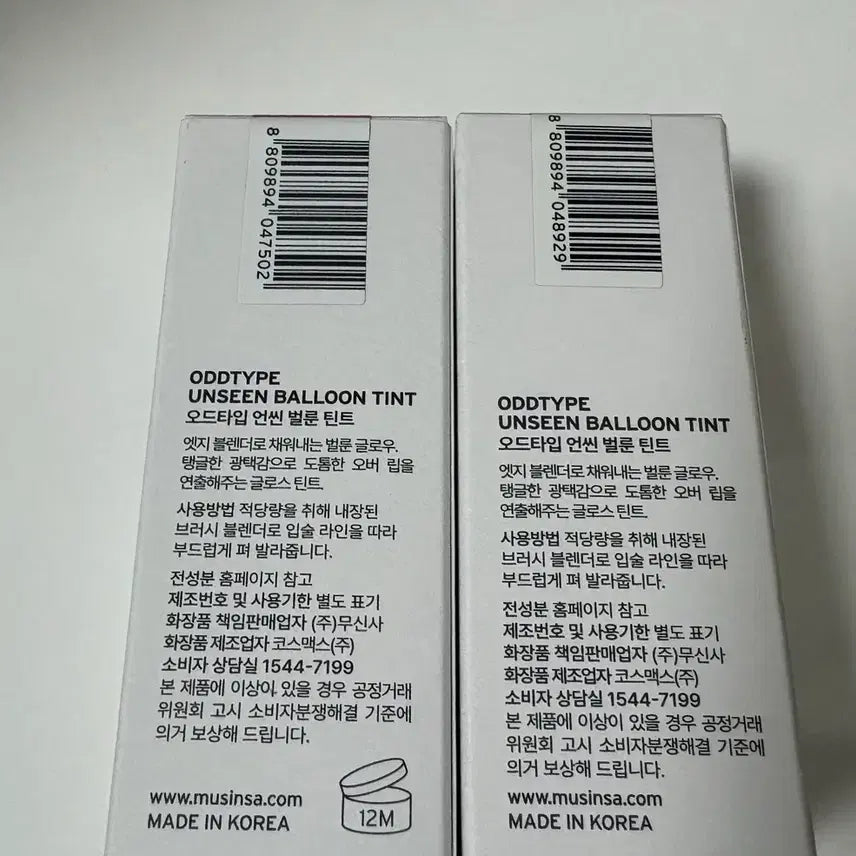 8 809894 047502
ODDTYPE
UNSEEN BALLOON TINT
오드타입 언씬 벌룬 틴트
엣지 블렌더로 채워내는 벌룬 글로우.
탱글한 광택감으로 도톰한 오버 립을
연출해주는 글로스 틴트.
사용방법 적당량을 취해 내장된
브러시 블렌더로 입술 라인을 따라
부드럽게 펴 발라줍니다.
전성분 홈페이지 참고
제조번호 및 사용기한 별도 표기
화장품 책임판매업자 (주)무신사
화장품 제조업자 코스맥스(주)
소비자 상담실 1544-7199
본 제품에 이상이 있을 경우 공정거래
위원회 고시 소비자분쟁해결 기준에
의거 보상해 드립니다.
www.musinsa.com
MADE IN KOREA
12M
8 809894 048929
ODDTYPE
UNSEEN BALLOON TINT
오드타입 언씬 벌룬 틴트
엣지 블렌더로 채워내는 벌룬 글로우.
탱글한 광택감으로 도톰한 오버 립을
연출해주는 글로스 틴트.
사용방법 적당량을 취해 내장된
브러시 블렌더로 입술 라인을 따라
부드럽게 펴 발라줍니다.
전성분 홈페이지 참고
제조번호 및 사용기한 별도 표기
화장품 책임판매업자 (주)무신사
화장품 제조업자 코스맥스(주)
소비자 상담실 1544-7199
본 제품에 이상이 있을 경우 공정거래
위원회 고시 소비자분쟁해결 기준에
의거 보상해 드립니다.
www.musinsa.com
MADE IN KOREA